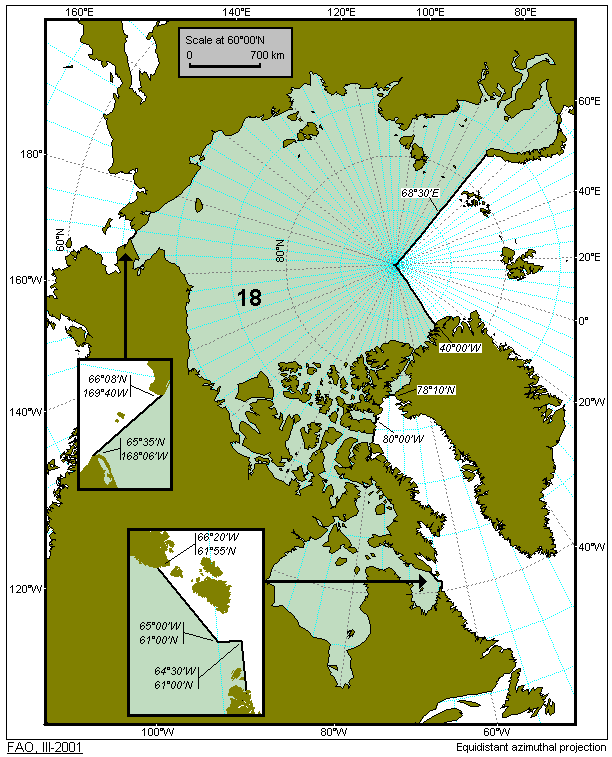 160°E 140°E 120°E 100°E 80°E
Scale at 60°00'N
0 700 km
60°E
180°
68°30'E
40°E
60°N
80°N
20°E
160°W
18
0°
40°00'W
66°08'N
169°40'W
78°10'N
20°W
140°W
80°00'W
65°35'N
168°06'W
66°20'W
61°55'N
40°W
120°W
65°00'W
61°00'N
64°30'W
61°00'N
100°W 80°W 60°W
FAO, III-2001
Equidistant azimuthal projection